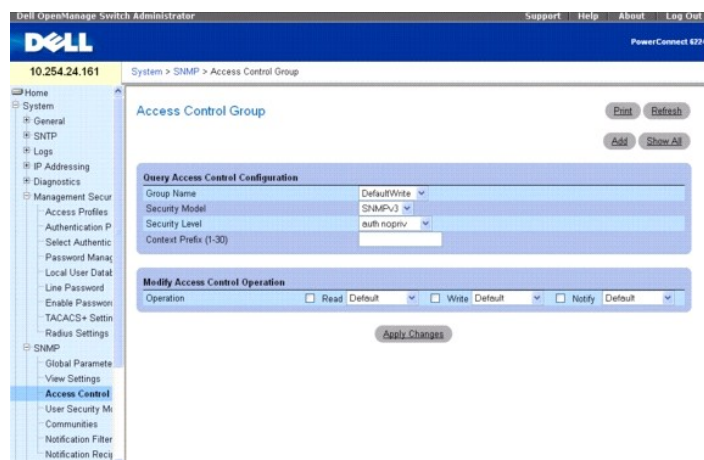 Dell OpenManage Switch Administrator
Support Help About Log Out
DELL
PowerConnect 622
10.254.24.161
System > SNMP > Access Control Group
Home
System
General
SNTP
Logs
IP Addressing
Diagnostics
Management Secur
Access Profiles
Authentication P
Select Authentic
Password Manag
Local User Datab
Line Password
Enable Passwor
TACACS+ Settin
Radius Settings
SNMP
Global Paramete
View Settings
Access Control
User Security Mo
Communities
Notification Filter
Notification Recip
Access Control Group
Print Refresh
Add Show All
Query Access Control Configuration
Group Name DefaultWrite
Security Model SNMPv3
Security Level auth nopriv
Context Prefix (1-30)
Modify Access Control Operation
Operation Read Default Write Default Notify Default
Apply Changes